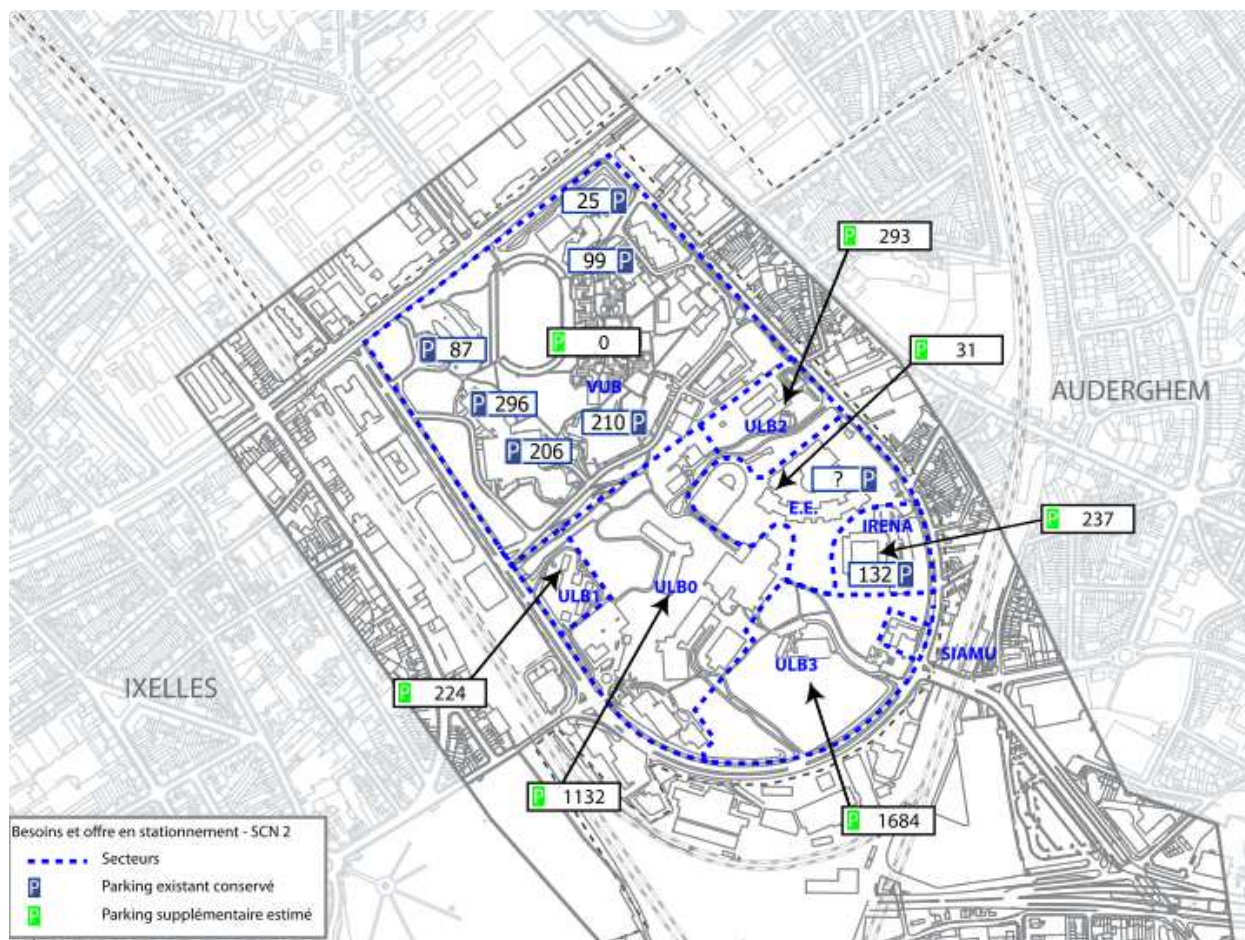 25 P
P 293
99 P
P 31
P 0
P 87
AUDERGHEM
VUB
P 296
210 P
ULB2
P 206
? P
E.E.
IRENA
P 237
132 P
ULB1
ULB0
SIAMU
ULB3
IXELLES
P 224
P 1132
P 1684
Besoins et offre en stationnement - SCN 2
Secteurs
P Parking existant conservé
P Parking supplémentaire estimé